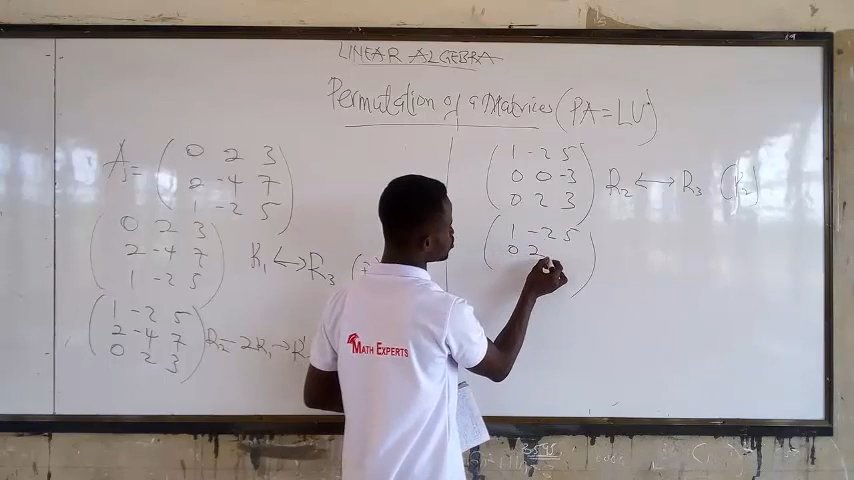 LINEAR ALGEBRA
Permutation of a Matrices (PA=LU)
A = ( 0 2 3
2 -4 7
1 -2 5 )
( 0 2 3
2 -4 7
1 -2 5 ) R₁ ↔ R₃
( 1 -2 5
2 -4 7
0 2 3 ) R₂ - 2R₁ →
( 1 -2 5
0 0 -3
0 2 3 ) R₂ ↔ R₃ (P₂)
( 1 -2 5
0 2 )
MATH EXPERTS